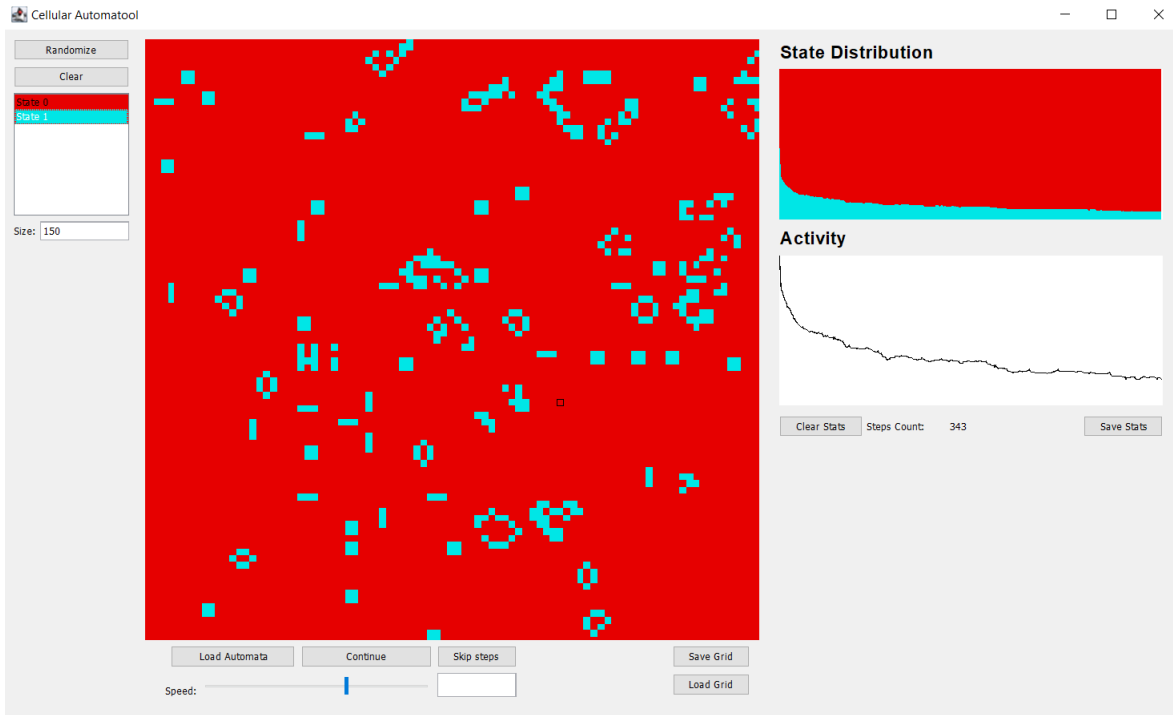 Cellular Automatool
Randomize
Clear
State 0
State 1
Size: 150
Hi
State Distribution
Activity
Clear Stats Steps Count: 343 Save Stats
Load Automata Continue Skip steps Save Grid
Speed: Load Grid